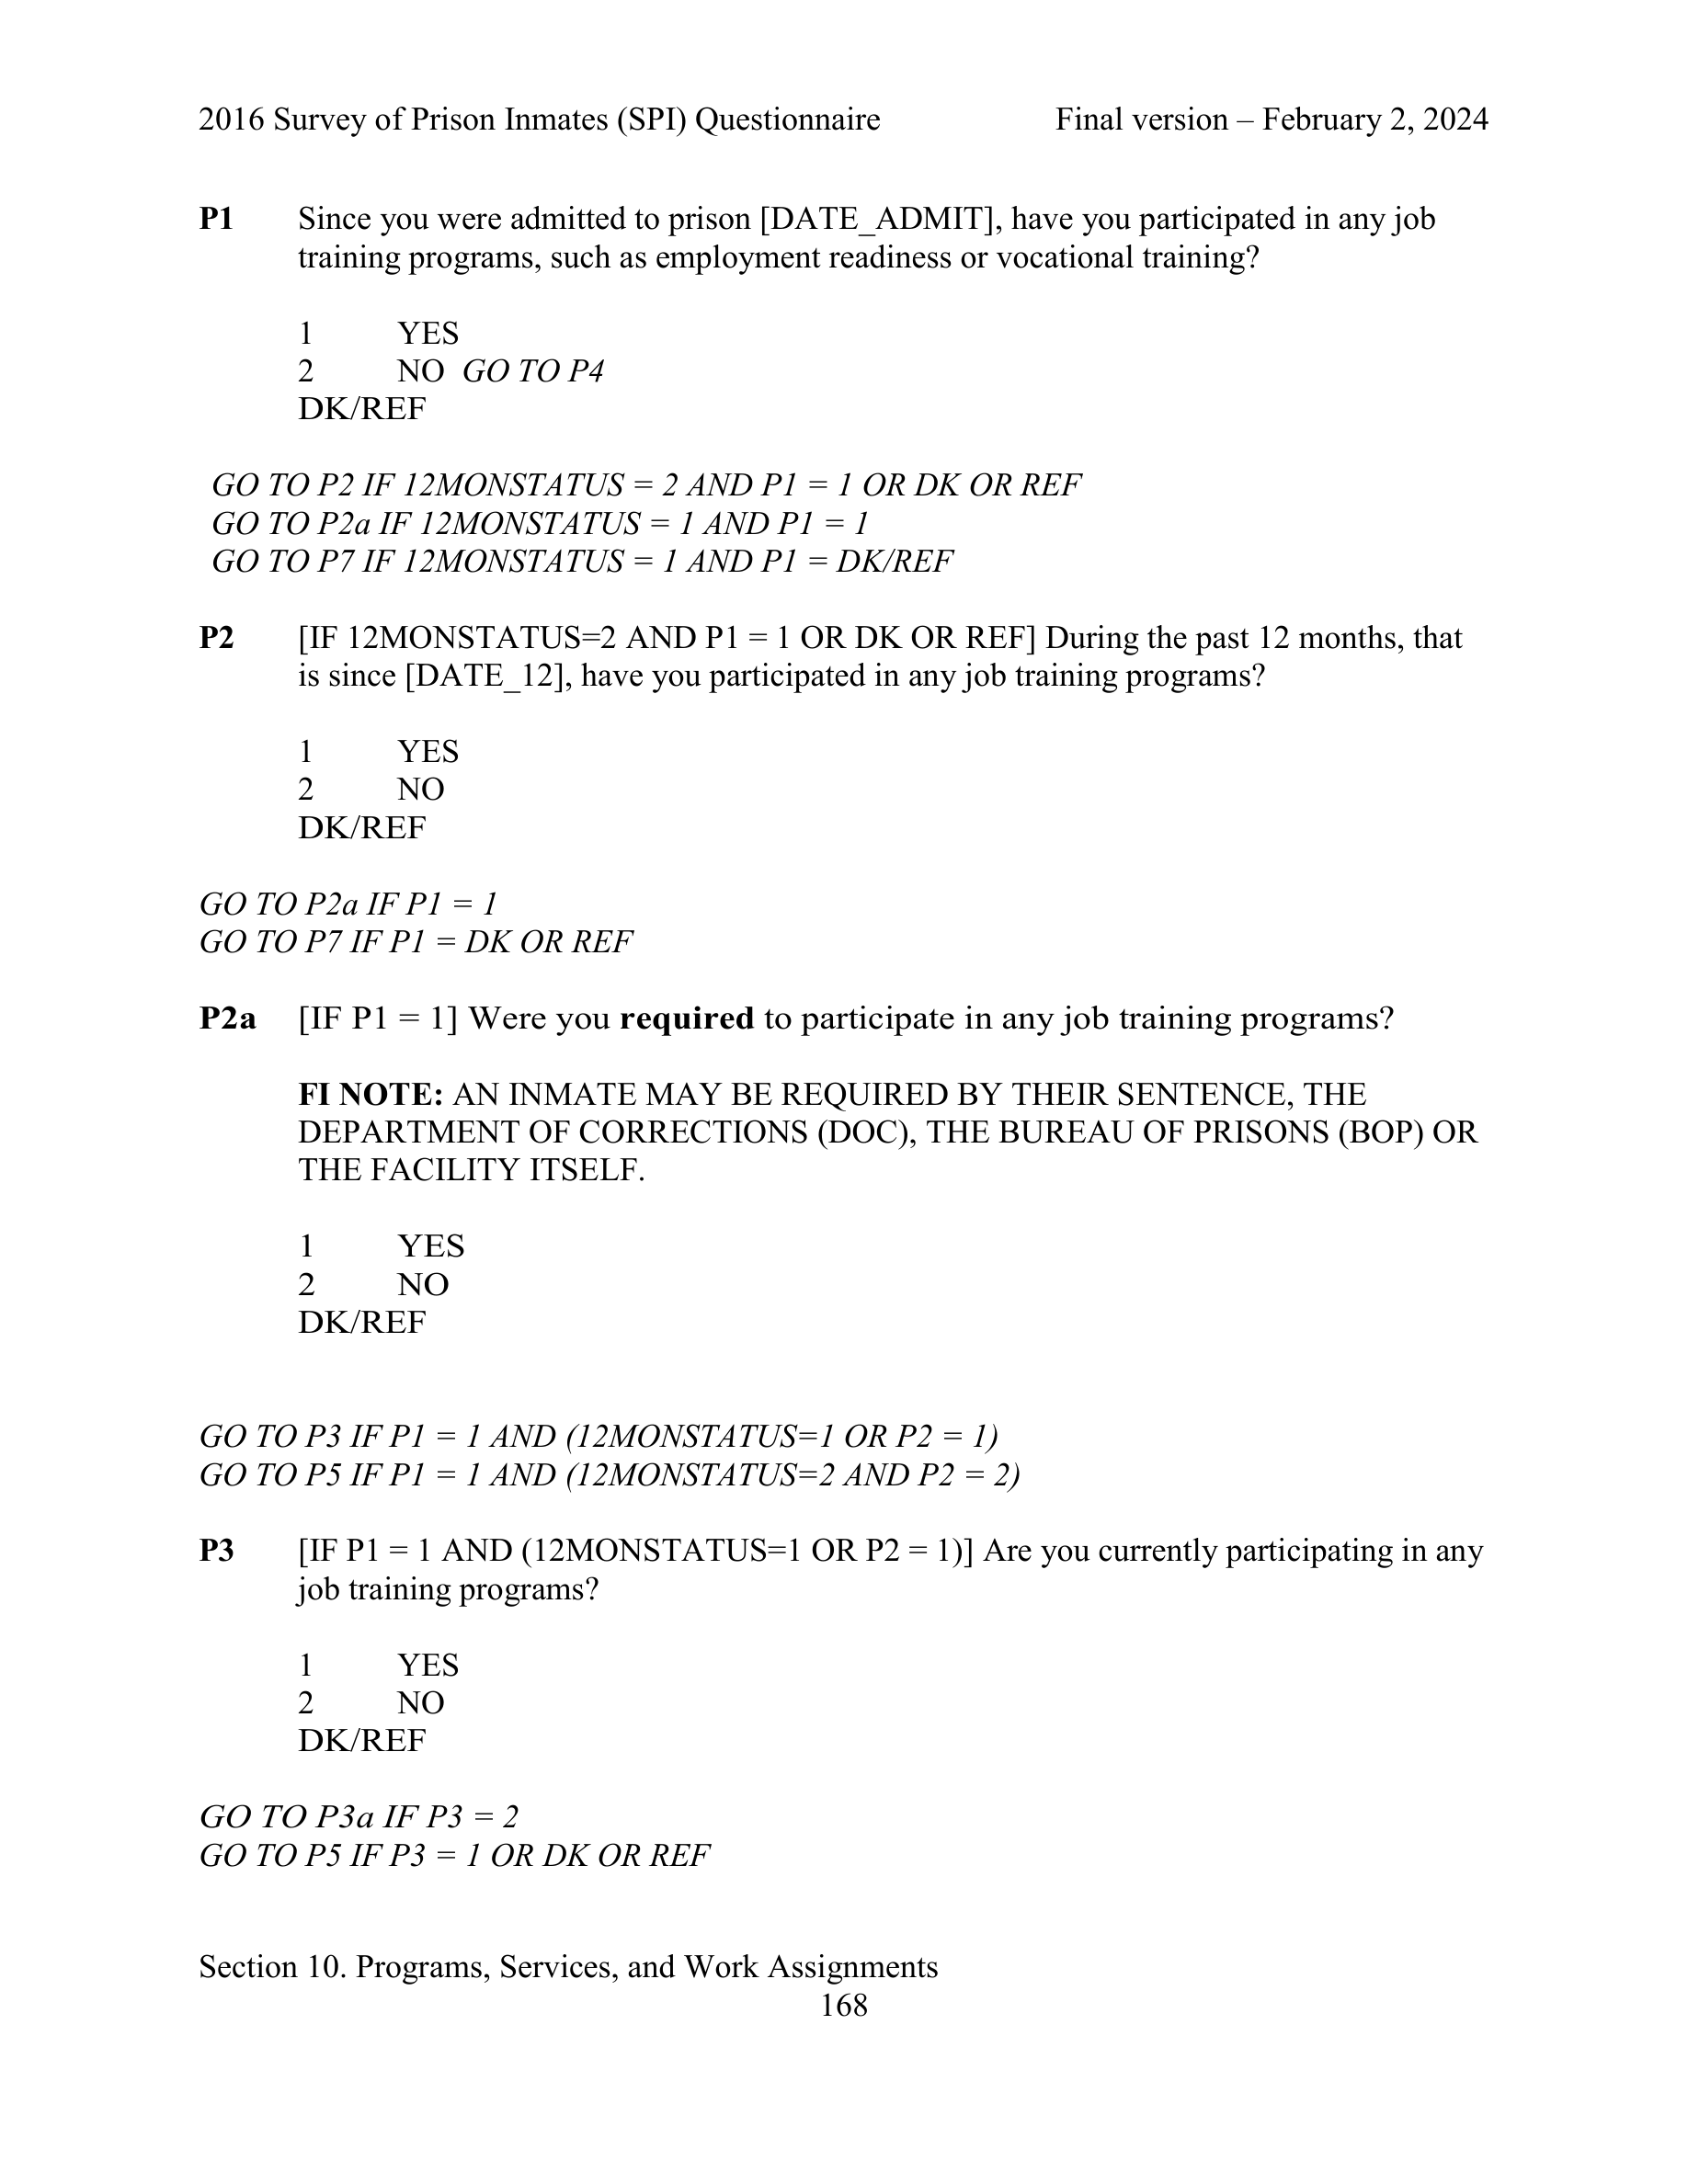 2016 Survey of Prison Inmates (SPI) Questionnaire Final version – February 2, 2024
P1 Since you were admitted to prison [DATE_ADMIT], have you participated in any job
training programs, such as employment readiness or vocational training?
1 YES
2 NO GO TO P4
DK/REF
GO TO P2 IF 12MONSTATUS = 2 AND P1 = 1 OR DK OR REF
GO TO P2a IF 12MONSTATUS = 1 AND P1 = 1
GO TO P7 IF 12MONSTATUS = 1 AND P1 = DK/REF
P2 [IF 12MONSTATUS=2 AND P1 = 1 OR DK OR REF] During the past 12 months, that
is since [DATE_12], have you participated in any job training programs?
1 YES
2 NO
DK/REF
GO TO P2a IF P1 = 1
GO TO P7 IF P1 = DK OR REF
P2a [IF P1 = 1] Were you required to participate in any job training programs?
FI NOTE: AN INMATE MAY BE REQUIRED BY THEIR SENTENCE, THE
DEPARTMENT OF CORRECTIONS (DOC), THE BUREAU OF PRISONS (BOP) OR
THE FACILITY ITSELF.
1 YES
2 NO
DK/REF
GO TO P3 IF P1 = 1 AND (12MONSTATUS=1 OR P2 = 1)
GO TO P5 IF P1 = 1 AND (12MONSTATUS=2 AND P2 = 2)
P3 [IF P1 = 1 AND (12MONSTATUS=1 OR P2 = 1)] Are you currently participating in any
job training programs?
1 YES
2 NO
DK/REF
GO TO P3a IF P3 = 2
GO TO P5 IF P3 = 1 OR DK OR REF
Section 10. Programs, Services, and Work Assignments
168